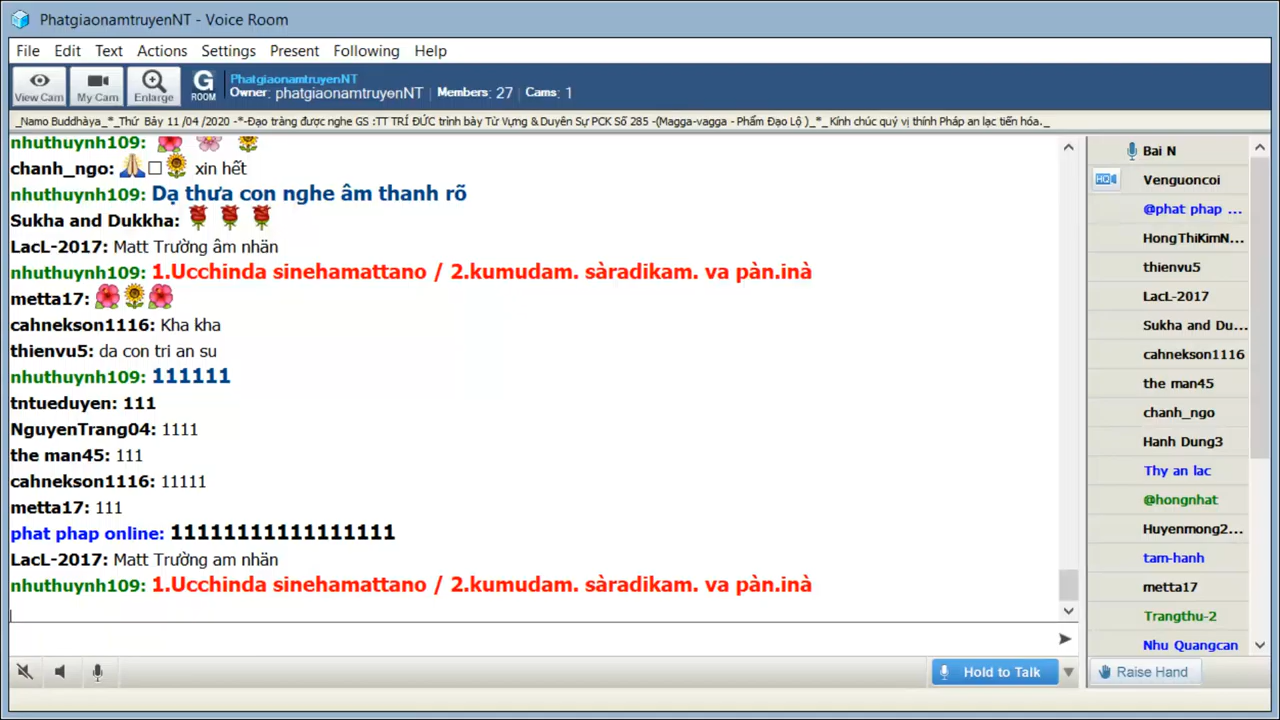 PhatgiaonamtruyenNT - Voice Room
File Edit Text Actions Settings Present Following Help
View Cam My Cam Enlarge G ROOM
PhatgiaonamtruyenNT
Owner: phatgiaonamtruyenNT | Members: 27 | Cams: 1
_Namo Buddhàya_*_Thứ Bảy 11 /04 /2020 -*-Đạo tràng được nghe GS :TT TRÍ ĐỨC trình bày Từ Vựng & Duyên Sự PCK Số 285 -(Magga-vagga - Phẩm Đạo Lộ )_*_ Kính chúc quý vị thính Pháp an lạc tiến hóa._
nhuthuynh109:
chanh_ngo: xin hết
nhuthuynh109: Dạ thưa con nghe âm thanh rõ
Sukha and Dukkha:
LacL-2017: Matt Trường âm nhãn
nhuthuynh109: 1.Ucchinda sinehamattano / 2.kumudam. sàradikam. va pàn.inà
metta17:
cahnekson1116: Kha kha
thienvu5: da con tri an su
nhuthuynh109: 111111
tntueduyen: 111
NguyenTrang04: 1111
the man45: 111
cahnekson1116: 11111
metta17: 111
phat phap online: 11111111111111111
LacL-2017: Matt Trường am nhãn
nhuthuynh109: 1.Ucchinda sinehamattano / 2.kumudam. sàradikam. va pàn.inà
Bai N
HD Venguoncoi
@phat phap ...
HongThiKimN...
thienvu5
LacL-2017
Sukha and Du...
cahnekson1116
the man45
chanh_ngo
Hanh Dung3
Thy an lac
@hongnhat
Huyenmong2...
tam-hanh
metta17
Trangthu-2
Nhu Quangcan
Hold to Talk
Raise Hand